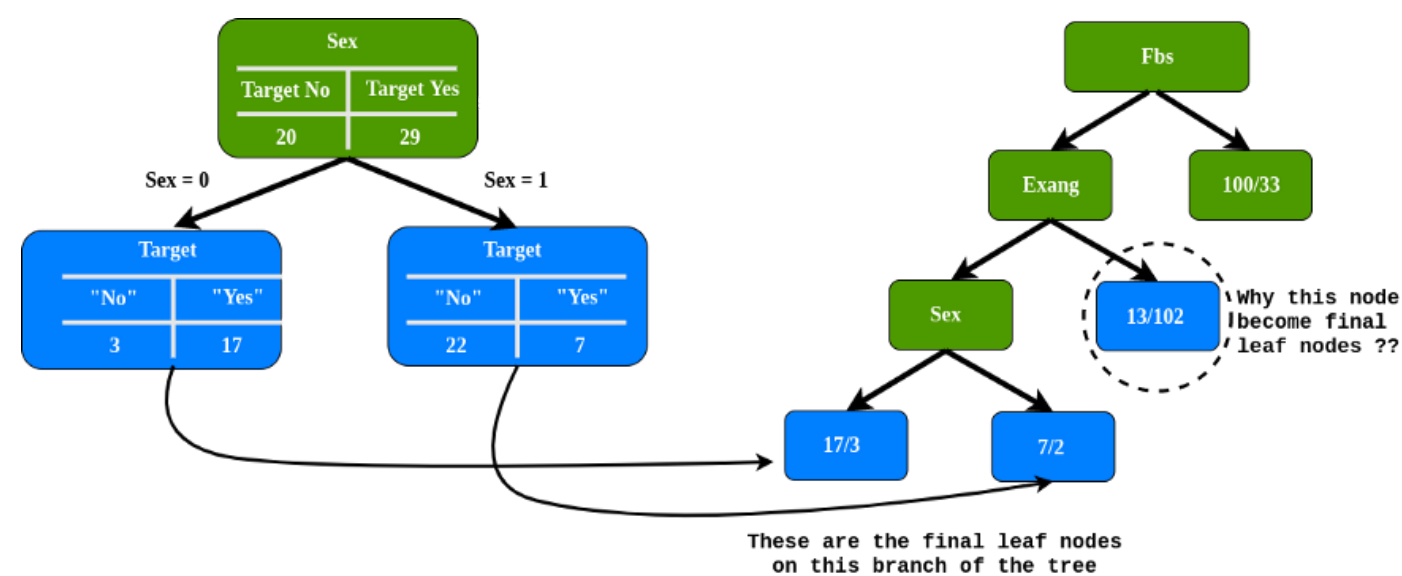 Sex
Target No Target Yes
20 29
Sex = 0 Sex = 1
Target
"No" "Yes"
3 17
Target
"No" "Yes"
22 7
Fbs
Exang 100/33
Sex 13/102
Why this node
become final
leaf nodes ??
17/3 7/2
These are the final leaf nodes
on this branch of the tree